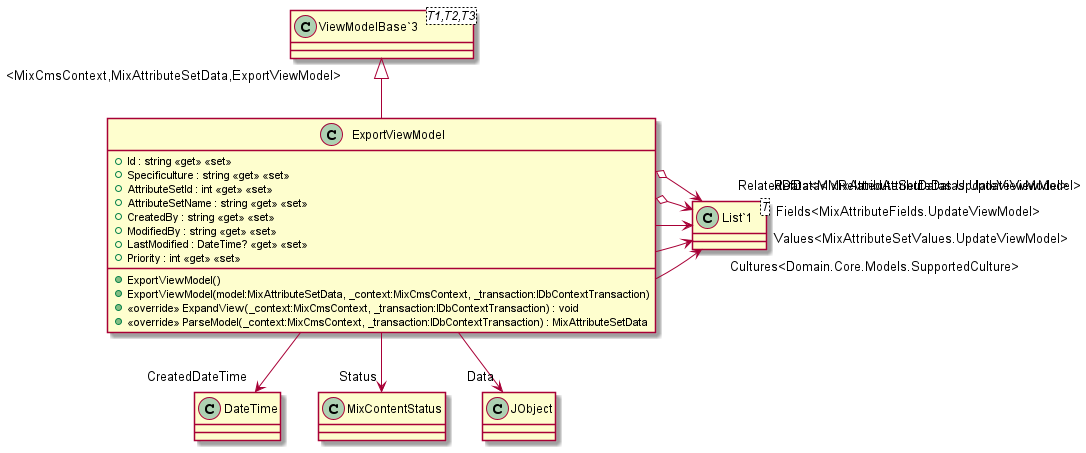 T1,T2,T3
C ViewModelBase`3
<MixCmsContext,MixAttributeSetData,ExportViewModel>
C ExportViewModel
Id : string «get» «set»
Specificulture : string «get» «set»
AttributeSetId : int «get» «set»
AttributeSetName : string «get» «set»
CreatedBy : string «get» «set»
ModifiedBy : string «get» «set»
LastModified : DateTime? «get» «set»
Priority : int «get» «set»
ExportViewModel()
ExportViewModel(model:MixAttributeSetData, _context:MixCmsContext, _transaction:IDbContextTransaction)
«override» ExpandView(_context:MixCmsContext, _transaction:IDbContextTransaction) : void
«override» ParseModel(_context:MixCmsContext, _transaction:IDbContextTransaction) : MixAttributeSetData
T
C List`1
Fields<MixAttributeFields.UpdateViewModel>
Values<MixAttributeSetValues.UpdateViewModel>
Cultures<Domain.Core.Models.SupportedCulture>
CreatedDateTime
Status
Data
C DateTime
C MixContentStatus
C JObject